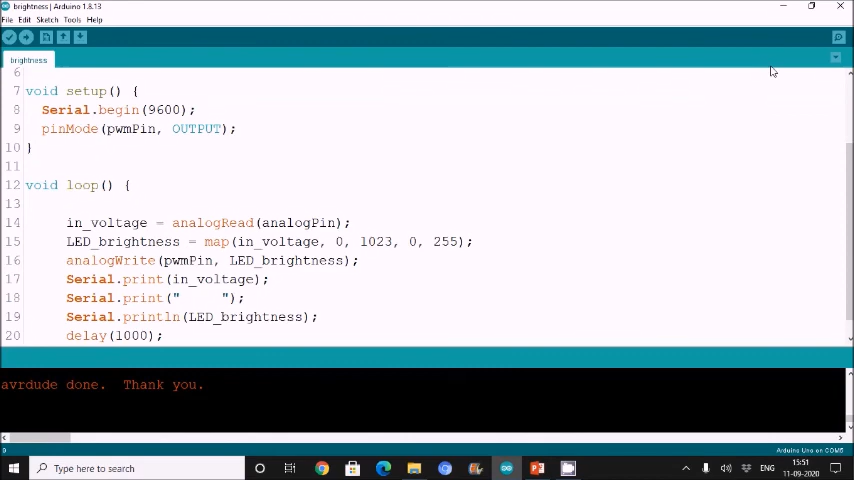 brightness | Arduino 1.8.13
File Edit Sketch Tools Help
brightness
6
7 void setup() {
8 Serial.begin(9600);
9 pinMode(pwmPin, OUTPUT);
10 }
11
12 void loop() {
13
14 in_voltage = analogRead(analogPin);
15 LED_brightness = map(in_voltage, 0, 1023, 0, 255);
16 analogWrite(pwmPin, LED_brightness);
17 Serial.print(in_voltage);
18 Serial.print("     ");
19 Serial.println(LED_brightness);
20 delay(1000);
avrdude done.  Thank you.
9 Arduino Uno on COM5
Type here to search
ENG
15:51
11-09-2020